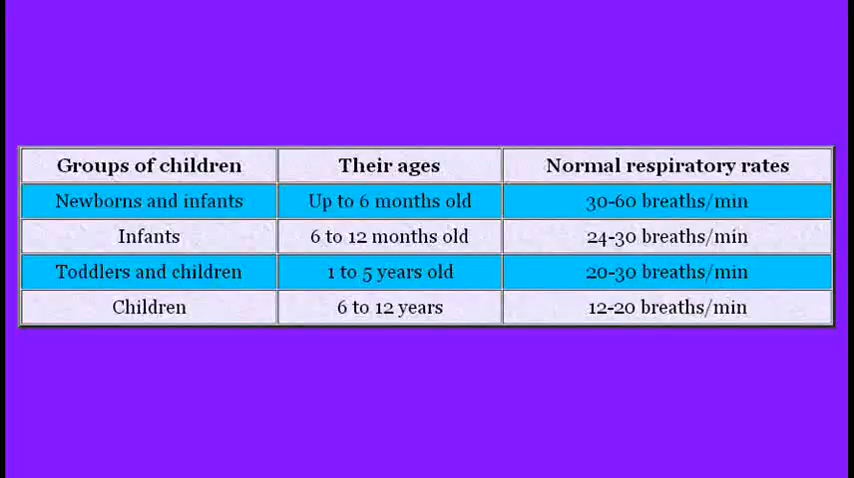 Groups of children Their ages Normal respiratory rates
Newborns and infants Up to 6 months old 30-60 breaths/min
Infants 6 to 12 months old 24-30 breaths/min
Toddlers and children 1 to 5 years old 20-30 breaths/min
Children 6 to 12 years 12-20 breaths/min